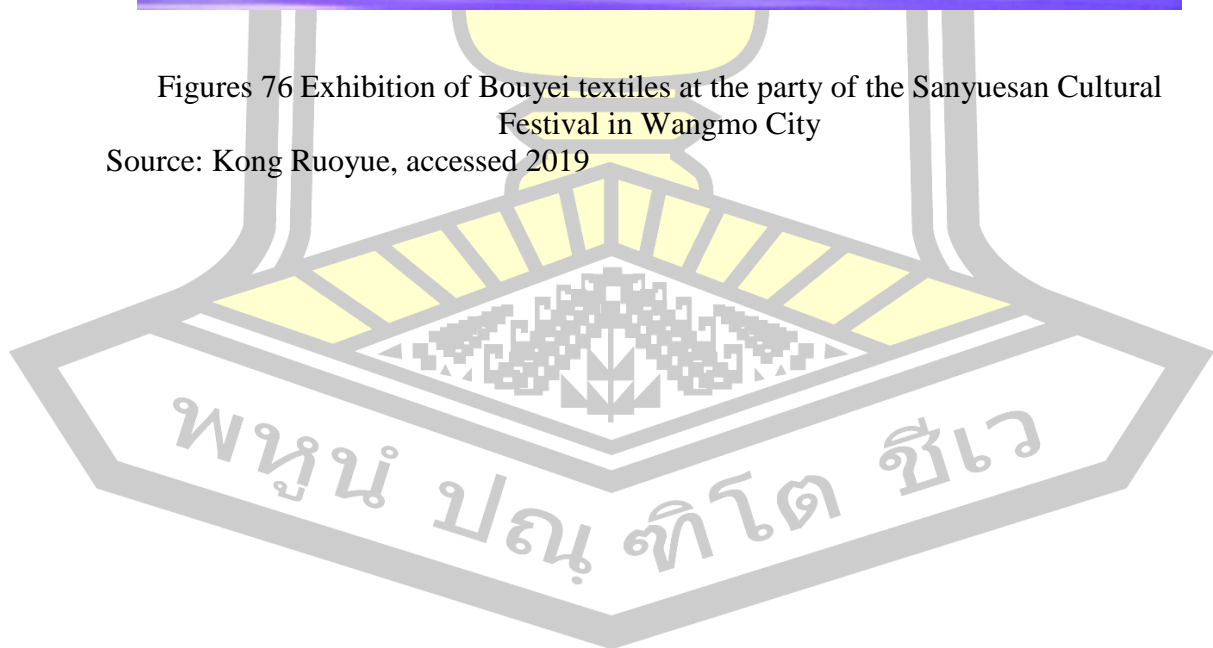 Figures 76 Exhibition of Bouyei textiles at the party of the Sanyuesan Cultural
Festival in Wangmo City
Source: Kong Ruoyue, accessed 2019
พหูนํ ปณฺฑิโต ชีเว